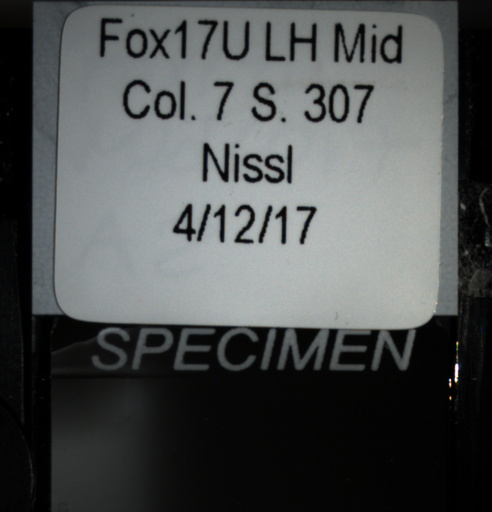 Fox17U LH Mid
Col. 7 S. 307
Nissl
4/12/17
SPECIMEN